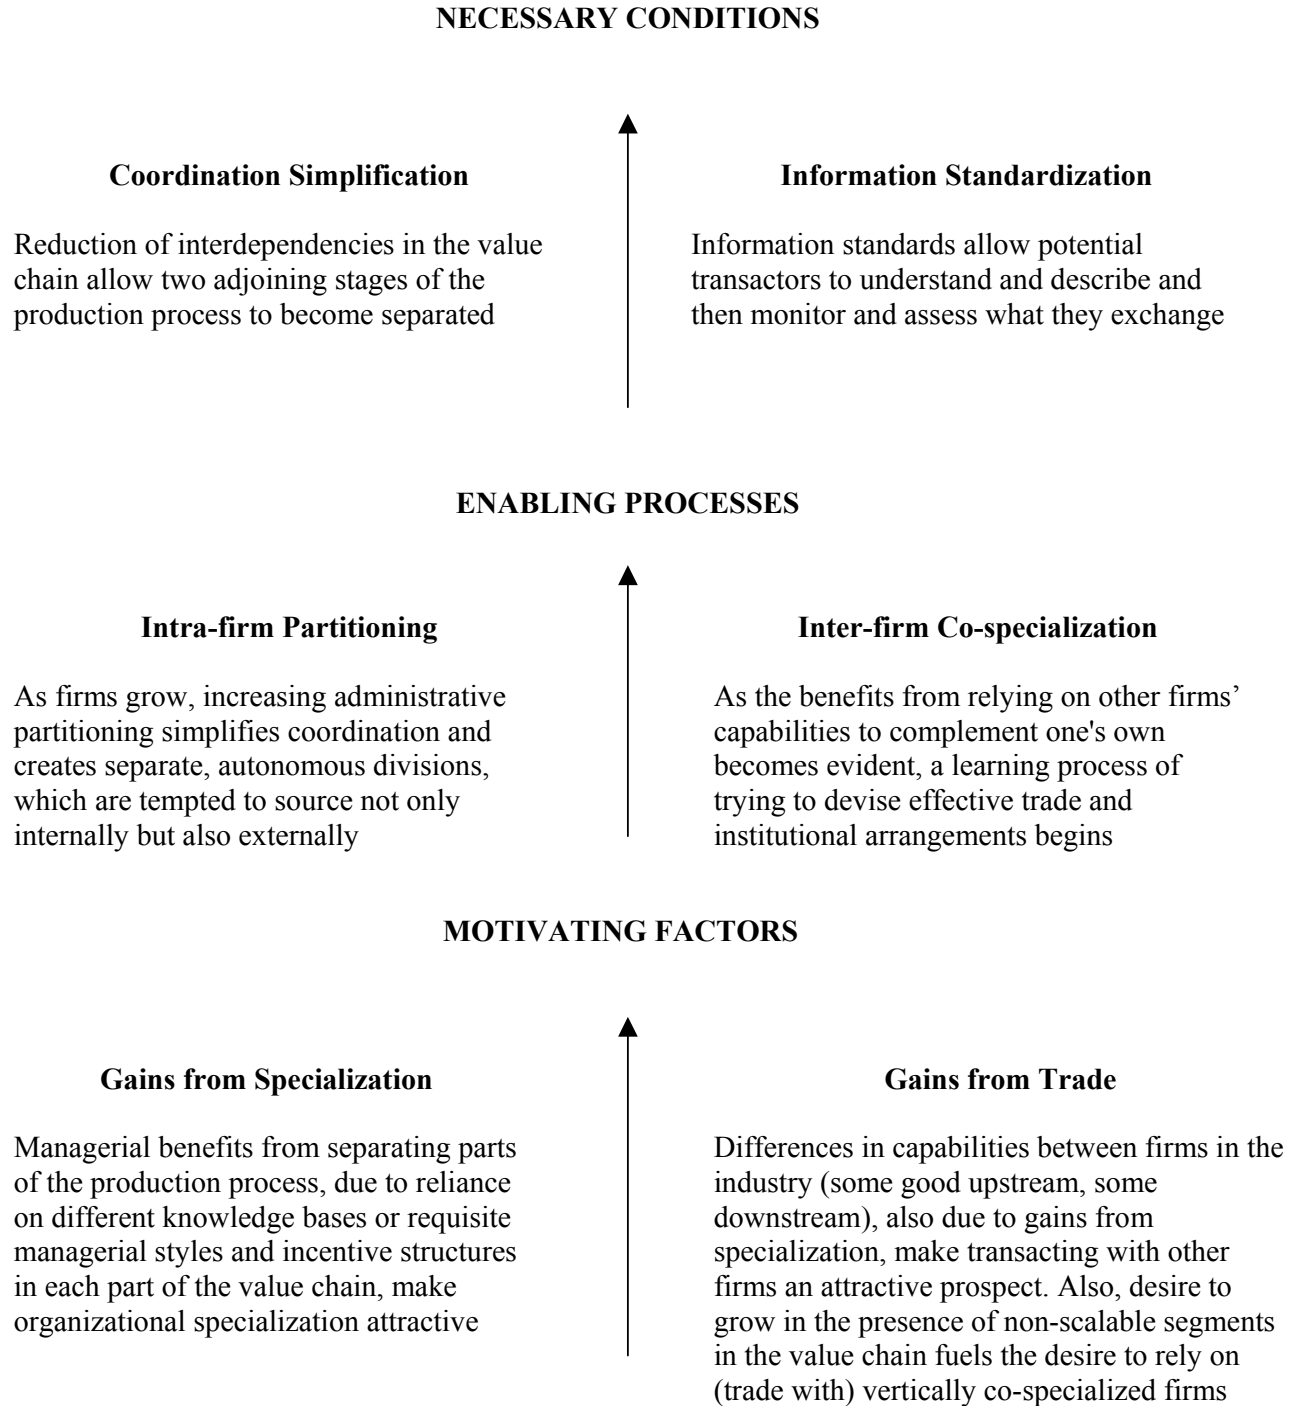 NECESSARY CONDITIONS
Coordination Simplification
Reduction of interdependencies in the value
chain allow two adjoining stages of the
production process to become separated
Information Standardization
Information standards allow potential
transactors to understand and describe and
then monitor and assess what they exchange
ENABLING PROCESSES
Intra-firm Partitioning
As firms grow, increasing administrative
partitioning simplifies coordination and
creates separate, autonomous divisions,
which are tempted to source not only
internally but also externally
Inter-firm Co-specialization
As the benefits from relying on other firms’
capabilities to complement one's own
becomes evident, a learning process of
trying to devise effective trade and
institutional arrangements begins
MOTIVATING FACTORS
Gains from Specialization
Managerial benefits from separating parts
of the production process, due to reliance
on different knowledge bases or requisite
managerial styles and incentive structures
in each part of the value chain, make
organizational specialization attractive
Gains from Trade
Differences in capabilities between firms in the
industry (some good upstream, some
downstream), also due to gains from
specialization, make transacting with other
firms an attractive prospect. Also, desire to
grow in the presence of non-scalable segments
in the value chain fuels the desire to rely on
(trade with) vertically co-specialized firms